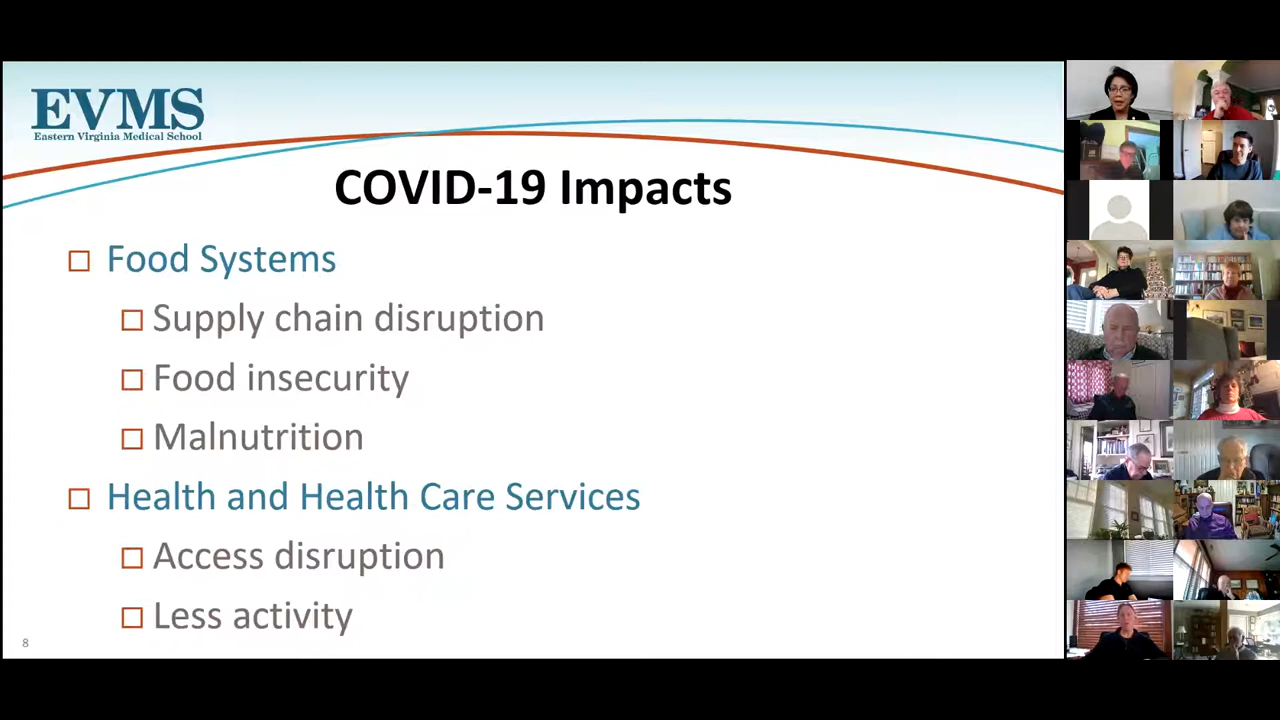 EVMS
Eastern Virginia Medical School
COVID-19 Impacts
Food Systems
Supply chain disruption
Food insecurity
Malnutrition
Health and Health Care Services
Access disruption
Less activity
8